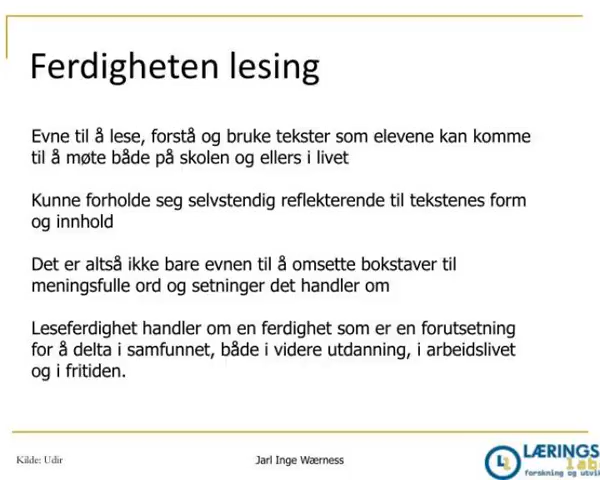 Ferdigheten lesing
Evne til å lese, forstå og bruke tekster som elevene kan komme
til å møte både på skolen og ellers i livet
Kunne forholde seg selvstendig reflekterende til tekstenes form
og innhold
Det er altså ikke bare evnen til å omsette bokstaver til
meningsfulle ord og setninger det handler om
Leseferdighet handler om en ferdighet som er en forutsetning
for å delta i samfunnet, både i videre utdanning, i arbeidslivet
og i fritiden.
Kilde: Udir
Jarl Inge Wærness
LÆRINGS
lab
forskning og utvik